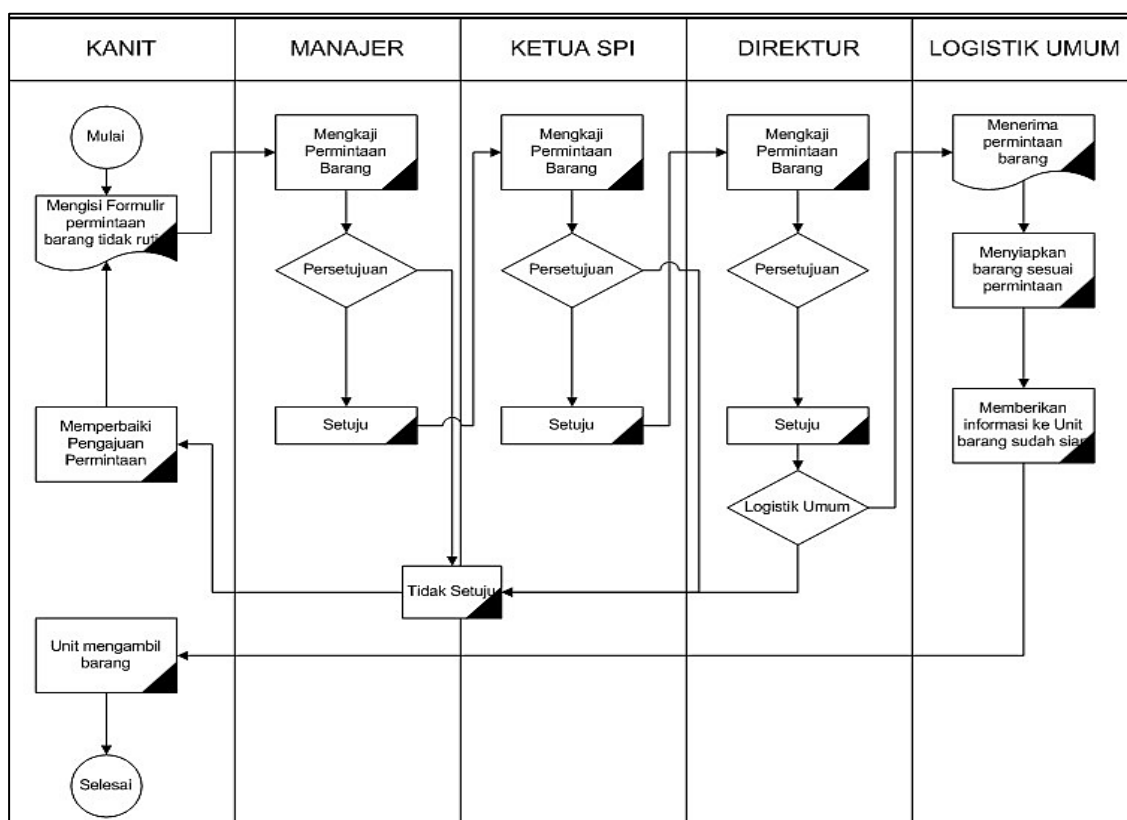 KANIT
MANAJER
KETUA SPI
DIREKTUR
LOGISTIK UMUM
Mulai
Mengisi Formulir
permintaan
barang tidak ruti
Memperbaiki
Pengajuan
Permintaan
Unit mengambil
barang
Selesai
Mengkaji
Permintaan
Barang
Persetujuan
Setuju
Tidak Setuju
Mengkaji
Permintaan
Barang
Persetujuan
Setuju
Mengkaji
Permintaan
Barang
Persetujuan
Setuju
Logistik Umum
Menerima
permintaan
barang
Menyiapkan
barang sesuai
permintaan
Memberikan
informasi ke Unit
barang sudah siap